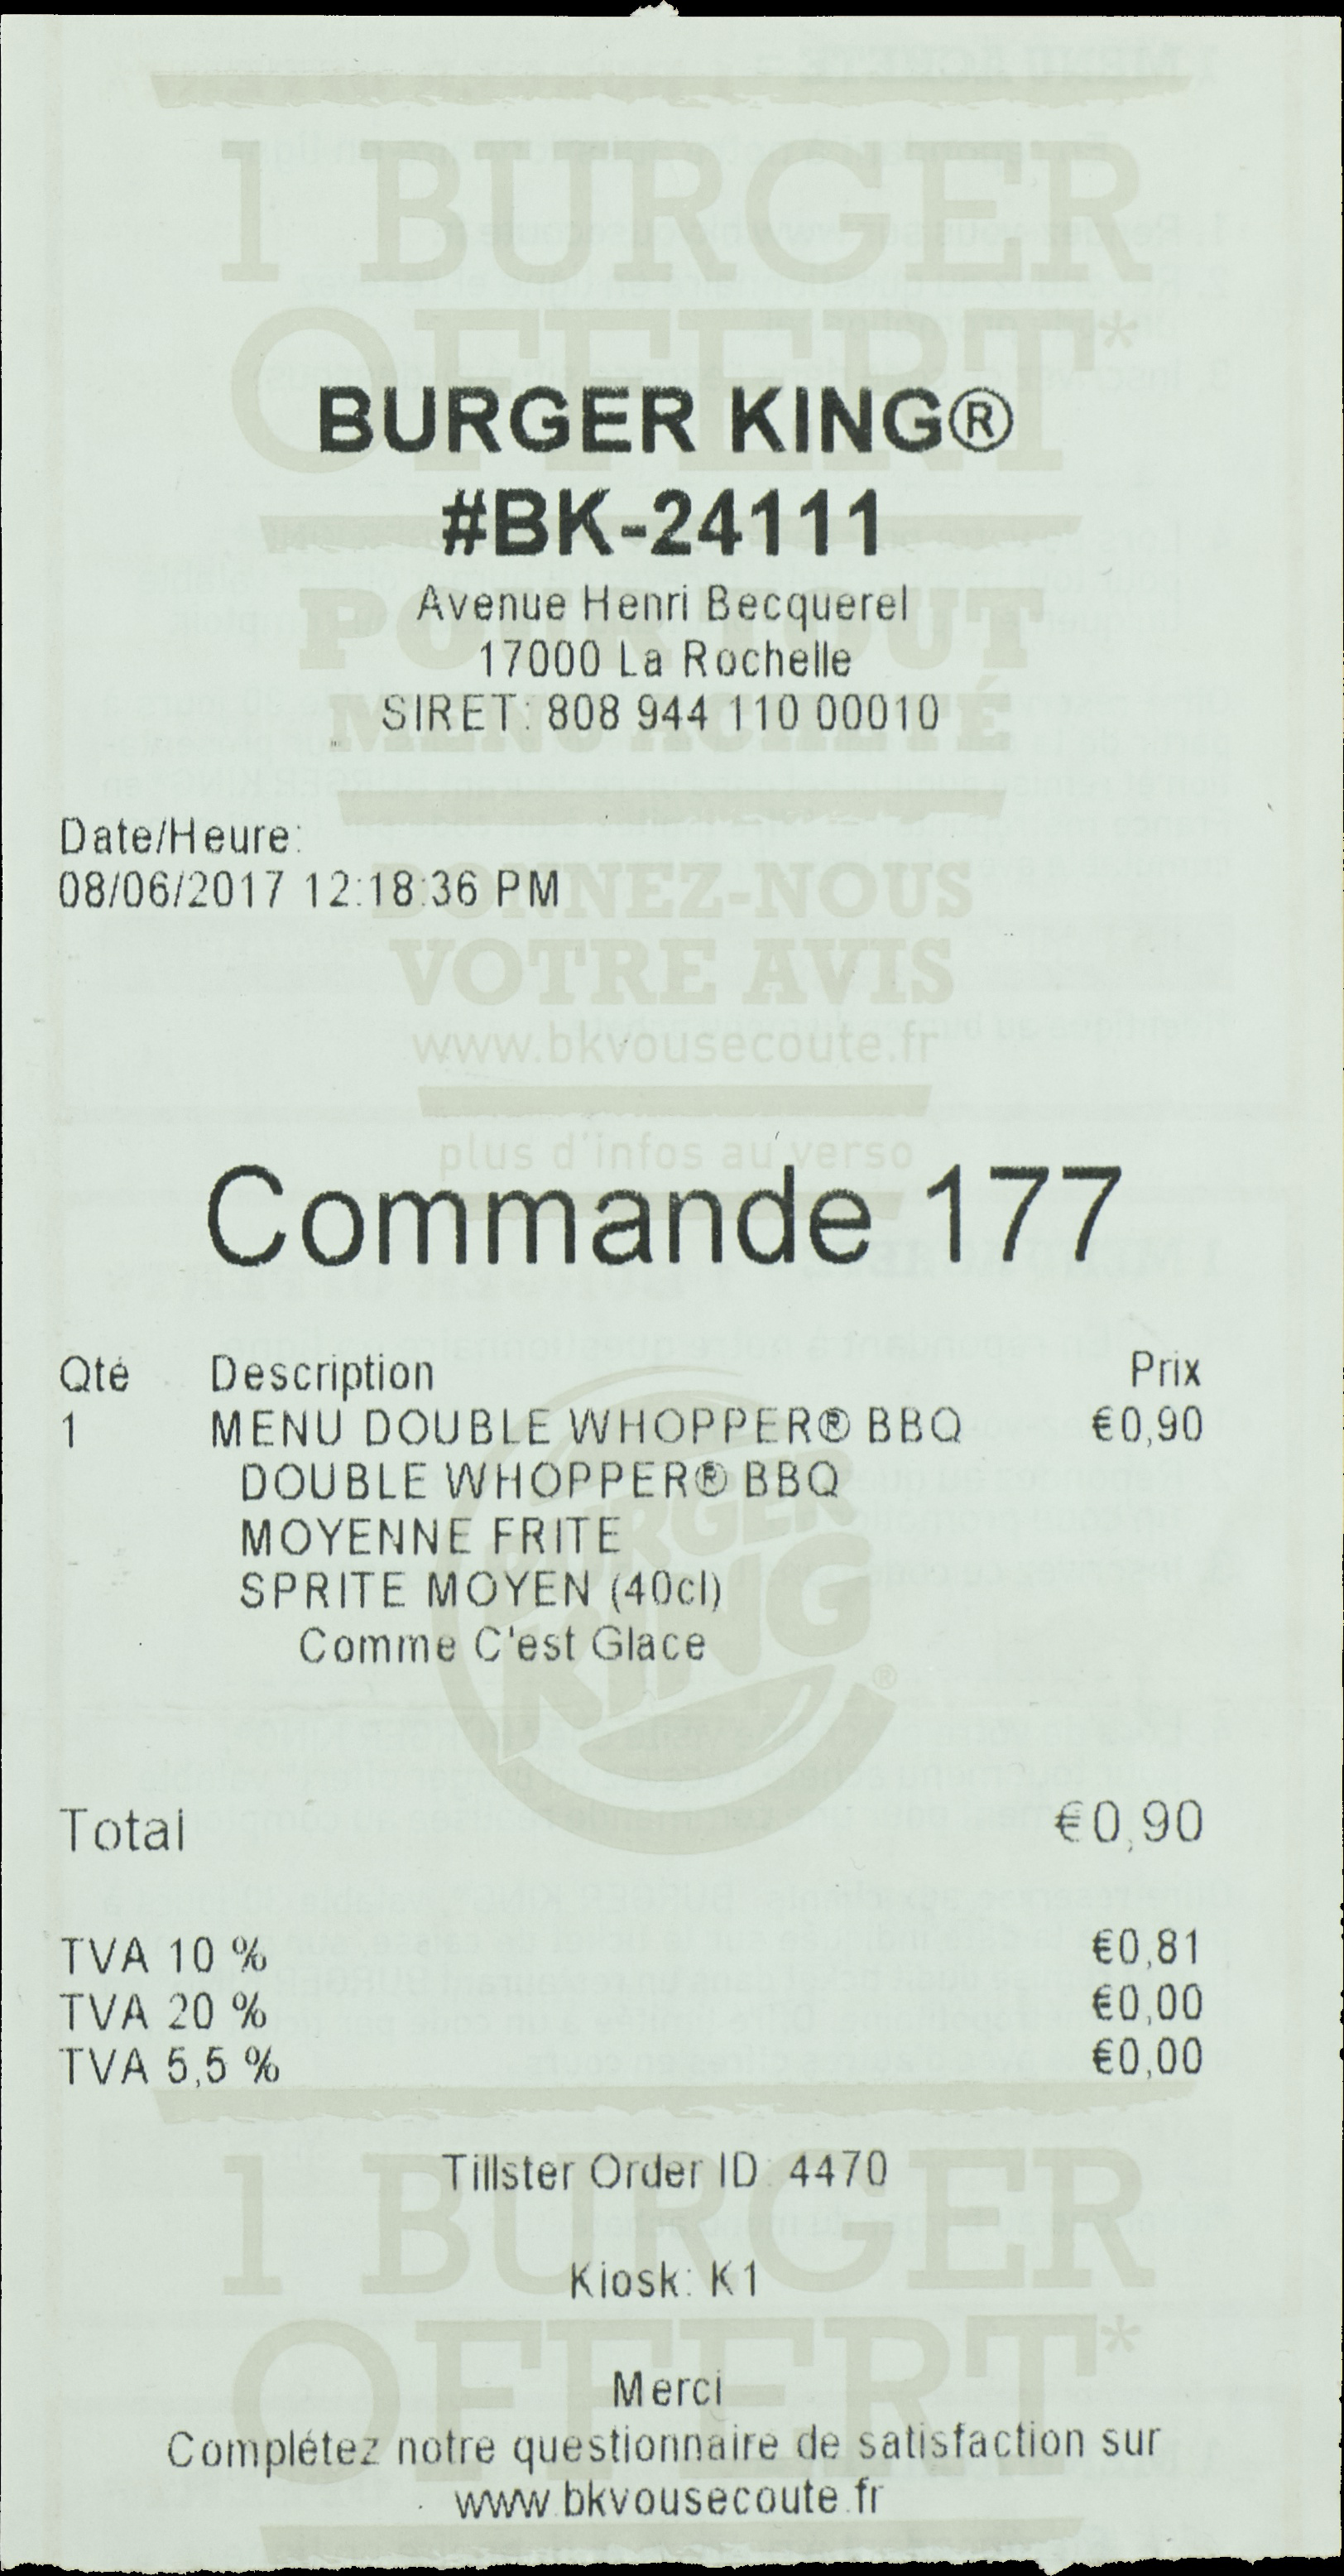 1 BURGER
OFFERT*
BURGER KING®
#BK-24111
Avenue Henri Becquerel
17000 La Rochelle
SIRET: 808 944 110 00010
POUR TOUT
MENU ACHETÉ
Date/Heure:
08/06/2017 12:18:36 PM
DONNEZ-NOUS
VOTRE AVIS
www.bkvousecoute.fr
plus d'infos au verso
Commande 177
Qté Description Prix
1 MENU DOUBLE WHOPPER® BBQ €0,90
DOUBLE WHOPPER® BBQ
MOYENNE FRITE
SPRITE MOYEN (40cl)
Comme C'est Glace
BURGER
KING®
Total €0,90
TVA 10 % €0,81
TVA 20 % €0,00
TVA 5,5 % €0,00
1 BURGER
OFFERT*
Tillster Order ID: 4470
Kiosk: K1
Merci
Complétez notre questionnaire de satisfaction sur
www.bkvousecoute.fr